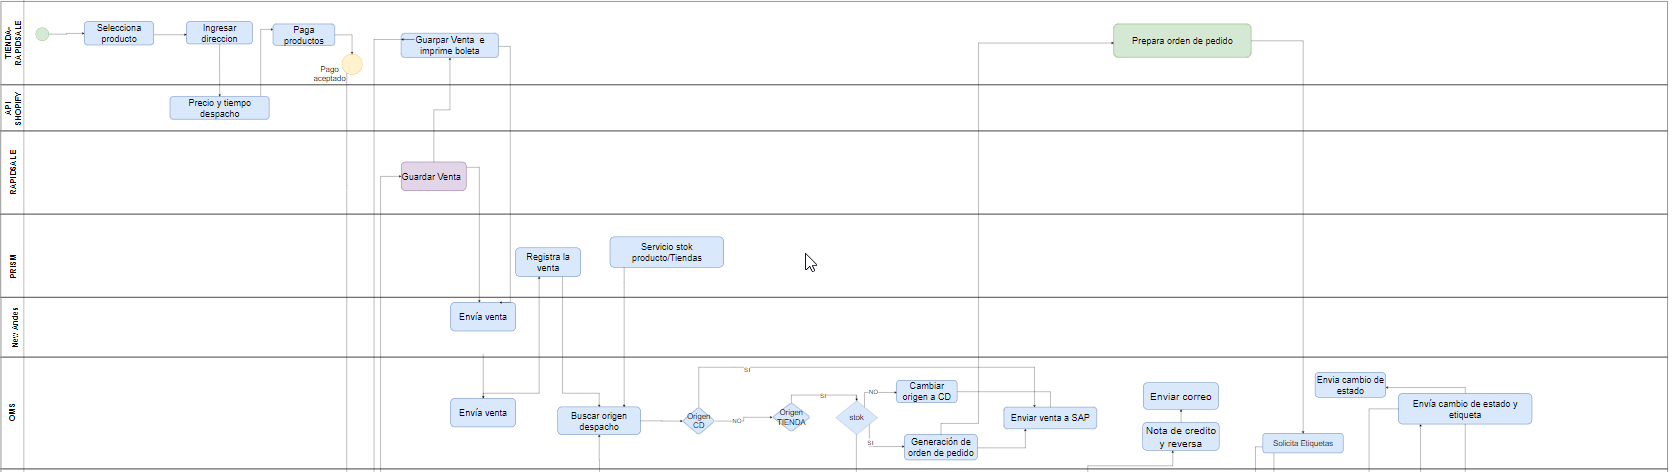 TIENDA-
RAPIDSALE
Selecciona
producto
Ingresar
direccion
Paga
productos
Pago
aceptado
Guarpar Venta e
imprime boleta
Prepara orden de pedido
API
SHOPIFY
Precio y tiempo
despacho
RAPIDSALE
Guardar Venta
PRISM
Registra la
venta
Servicio stok
producto/Tiendas
New Andes
Envía venta
OMS
Envía venta
Buscar origen
despacho
Origen
CD
SI
NO
Origen
TIENDA
SI
stok
NO
SI
Cambiar
origen a CD
Generación de
orden de pedido
Enviar venta a SAP
Enviar correo
Nota de credito
y reversa
Solicita Etiquetas
Envia cambio de
estado
Envía cambio de estado y
etiqueta